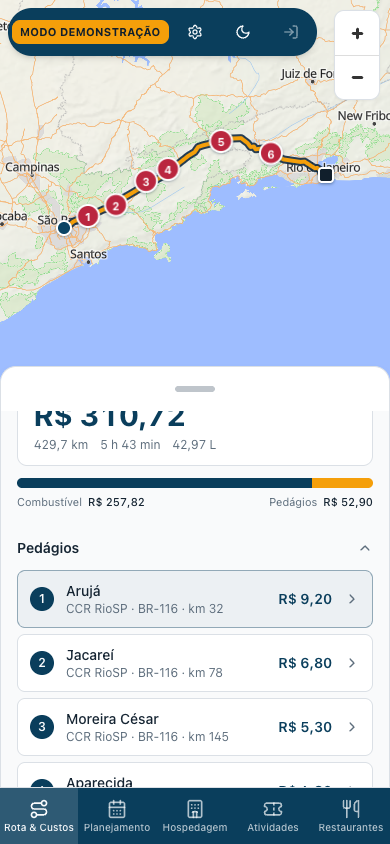 MODO DEMONSTRAÇÃO
+
−
Juiz de For
New Fribo
Campinas
5
4
6
3
2
1
caba
São P
Santos
R$ 310,72
429,7 km 5 h 43 min 42,97 L
Combustível R$ 257,82 Pedágios R$ 52,90
Pedágios
1 Arujá R$ 9,20
CCR RioSP · BR-116 · km 32
2 Jacareí R$ 6,80
CCR RioSP · BR-116 · km 78
3 Moreira César R$ 5,30
CCR RioSP · BR-116 · km 145
Aparecida
Rota & Custos Planejamento Hospedagem Atividades Restaurantes